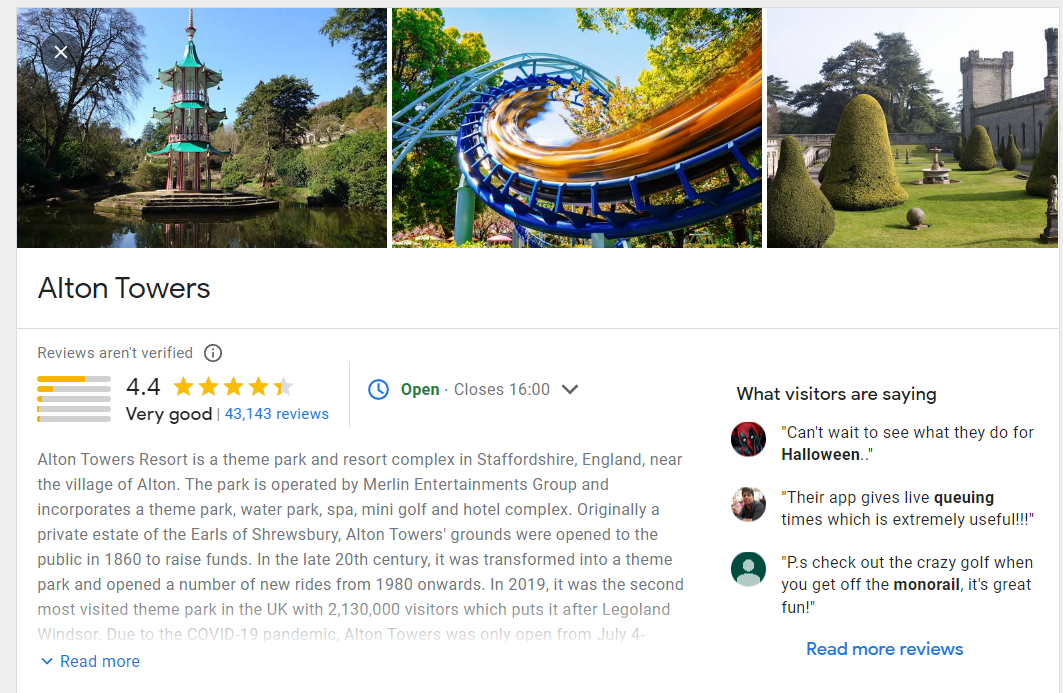 Alton Towers
Reviews aren't verified
4.4
Very good | 43,143 reviews
Open · Closes 16:00
Alton Towers Resort is a theme park and resort complex in Staffordshire, England, near
the village of Alton. The park is operated by Merlin Entertainments Group and
incorporates a theme park, water park, spa, mini golf and hotel complex. Originally a
private estate of the Earls of Shrewsbury, Alton Towers' grounds were opened to the
public in 1860 to raise funds. In the late 20th century, it was transformed into a theme
park and opened a number of new rides from 1980 onwards. In 2019, it was the second
most visited theme park in the UK with 2,130,000 visitors which puts it after Legoland
Windsor. Due to the COVID-19 pandemic, Alton Towers was only open from July 4-
Read more
What visitors are saying
"Can't wait to see what they do for
Halloween.."
"Their app gives live queuing
times which is extremely useful!!!"
"P.s check out the crazy golf when
you get off the monorail, it's great
fun!"
Read more reviews